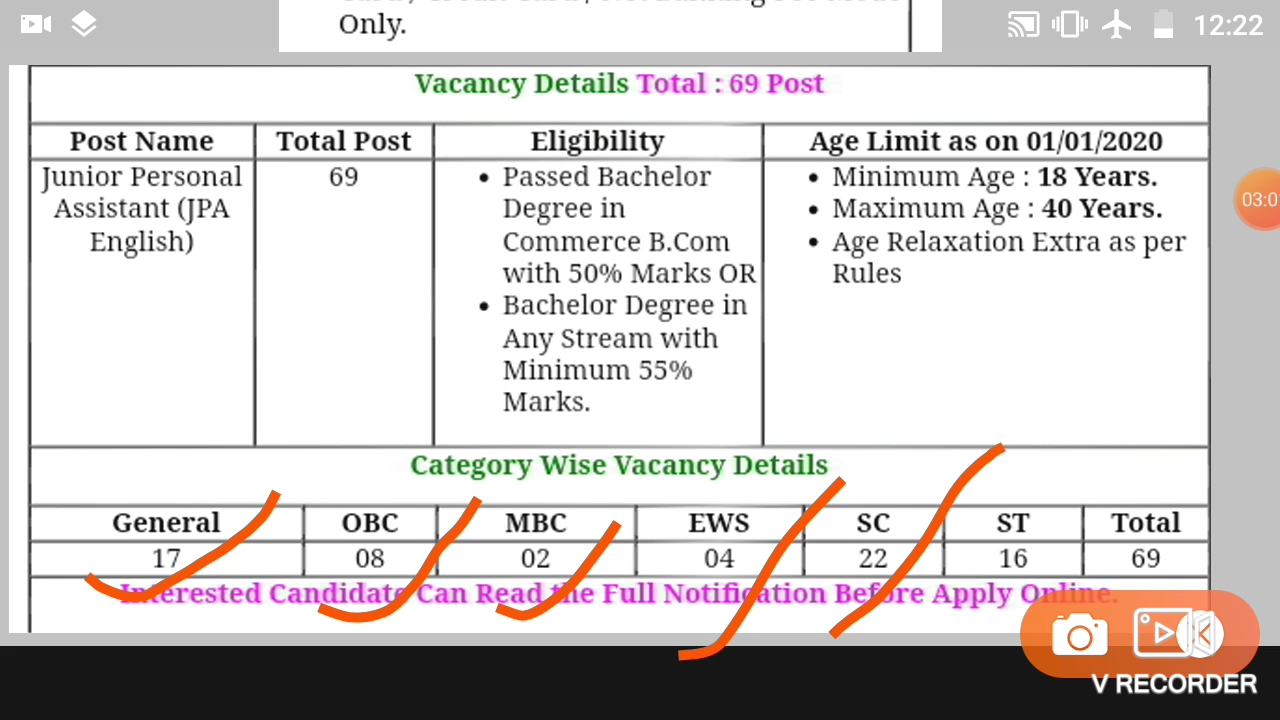 12:22
Only.
Vacancy Details Total : 69 Post
Post Name Total Post Eligibility Age Limit as on 01/01/2020
Junior Personal
Assistant (JPA
English)
69
• Passed Bachelor
Degree in
Commerce B.Com
with 50% Marks OR
• Bachelor Degree in
Any Stream with
Minimum 55%
Marks.
• Minimum Age : 18 Years.
• Maximum Age : 40 Years.
• Age Relaxation Extra as per
Rules
03:0
Category Wise Vacancy Details
General OBC MBC EWS SC ST Total
17 08 02 04 22 16 69
Interested Candidate Can Read the Full Notification Before Apply Online.
V RECORDER